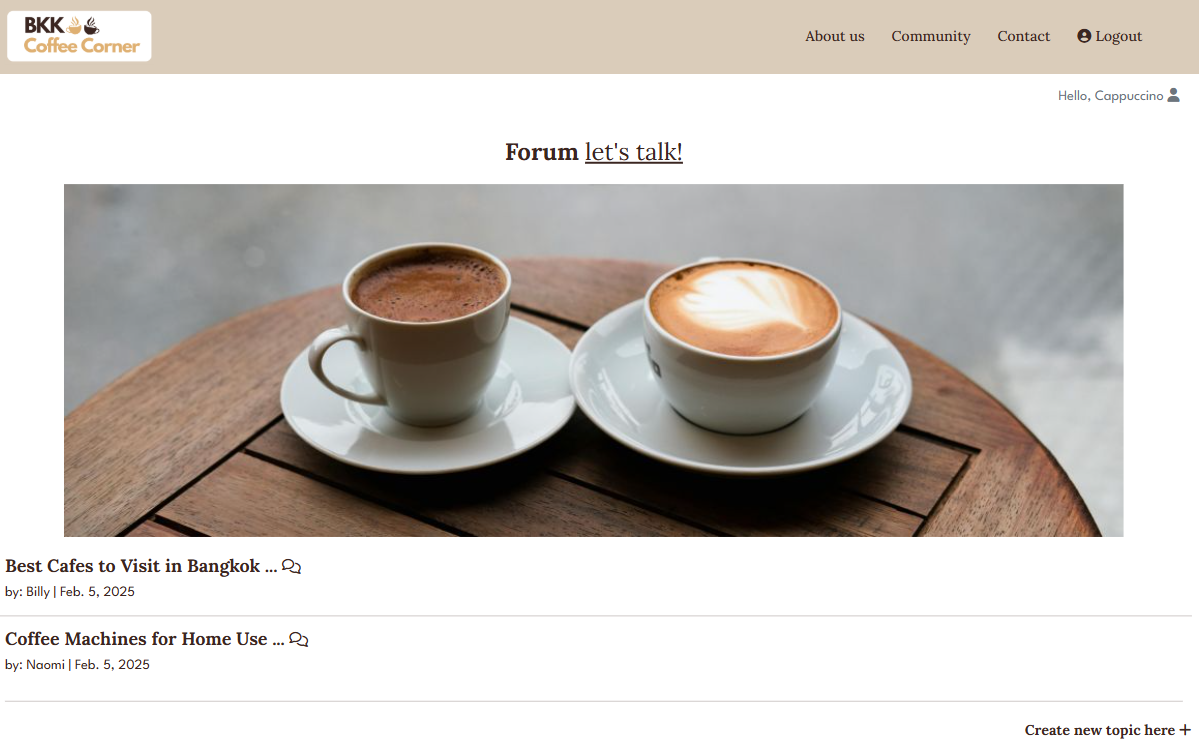 BKK
Coffee Corner
About us
Community
Contact
Logout
Hello, Cappuccino
Forum let's talk!
Best Cafes to Visit in Bangkok ...
by: Billy | Feb. 5, 2025
Coffee Machines for Home Use ...
by: Naomi | Feb. 5, 2025
Create new topic here +